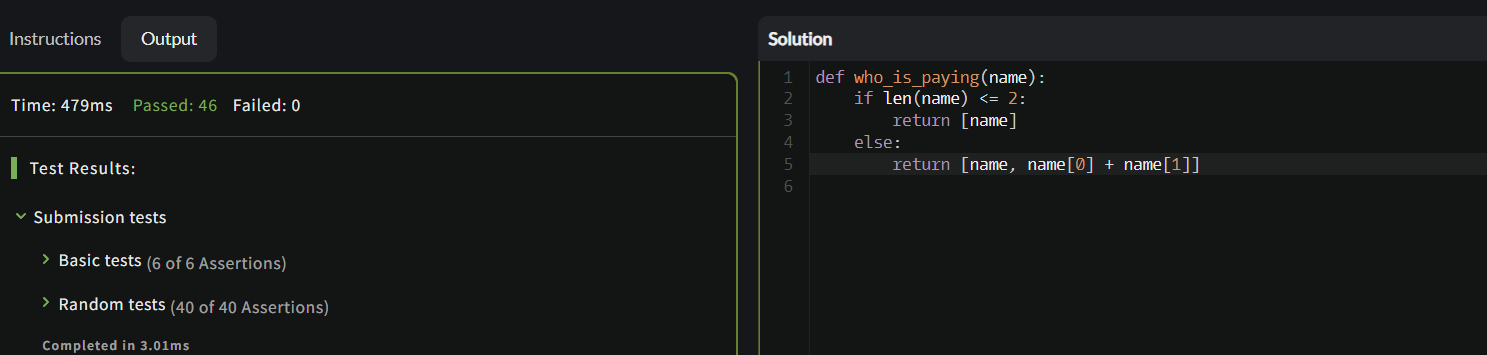 Instructions Output
Time: 479ms Passed: 46 Failed: 0
Test Results:
Submission tests
Basic tests (6 of 6 Assertions)
Random tests (40 of 40 Assertions)
Completed in 3.01ms
Solution
1 def who_is_paying(name):
2     if len(name) <= 2:
3         return [name]
4     else:
5         return [name, name[0] + name[1]]
6